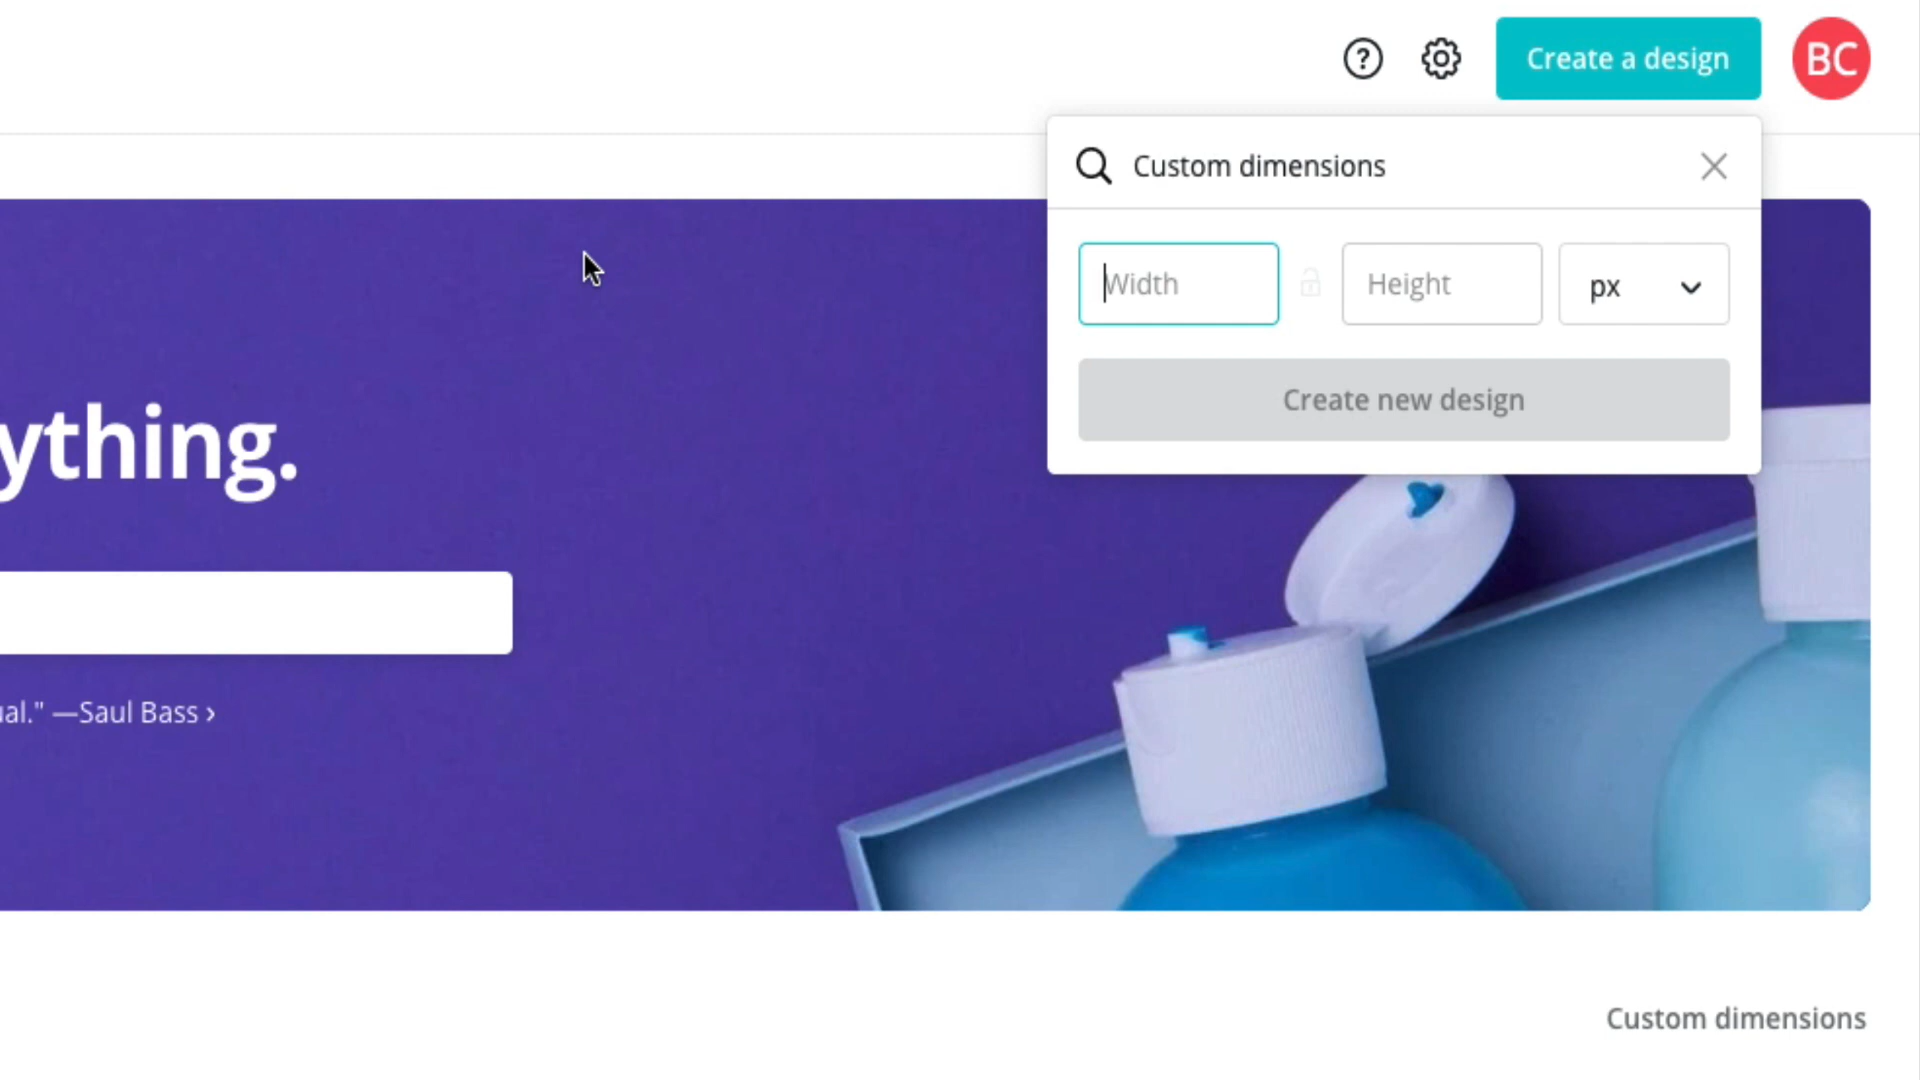 Create a design
BC
Custom dimensions
Width
Height
px
Create new design
ything.
ual." —Saul Bass ›
Custom dimensions